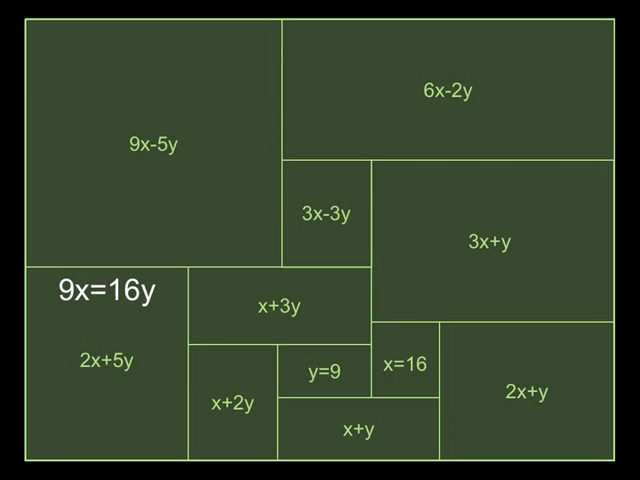 6x-2y
9x-5y
3x-3y
3x+y
9x=16y
x+3y
2x+5y
y=9
x=16
2x+y
x+2y
x+y